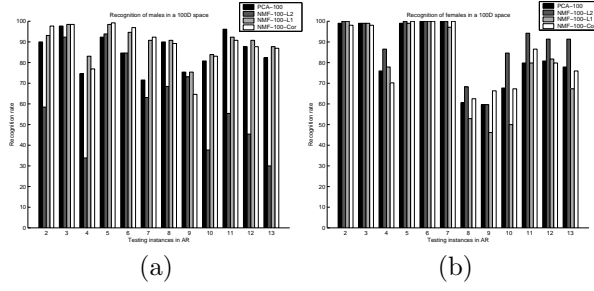 Recognition of males in a 100D space
PCA-100
NMF-100-L2
NMF-100-L1
NMF-100-Cor
Recognition rate
100
90
80
70
60
50
40
30
20
10
0
2 3 4 5 6 7 8 9 10 11 12 13
Testing instances in AR
(a)
Recognition of females in a 100D space
PCA-100
NMF-100-L2
NMF-100-L1
NMF-100-Cor
Recognition rate
100
90
80
70
60
50
40
30
20
10
0
2 3 4 5 6 7 8 9 10 11 12 13
Testing instances in AR
(b)